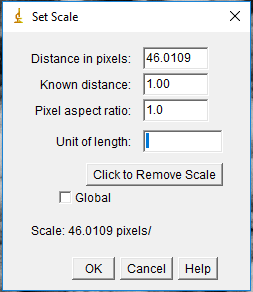 Set Scale
Distance in pixels: 46.0109
Known distance: 1.00
Pixel aspect ratio: 1.0
Unit of length:
Click to Remove Scale
Global
Scale: 46.0109 pixels/
OK Cancel Help